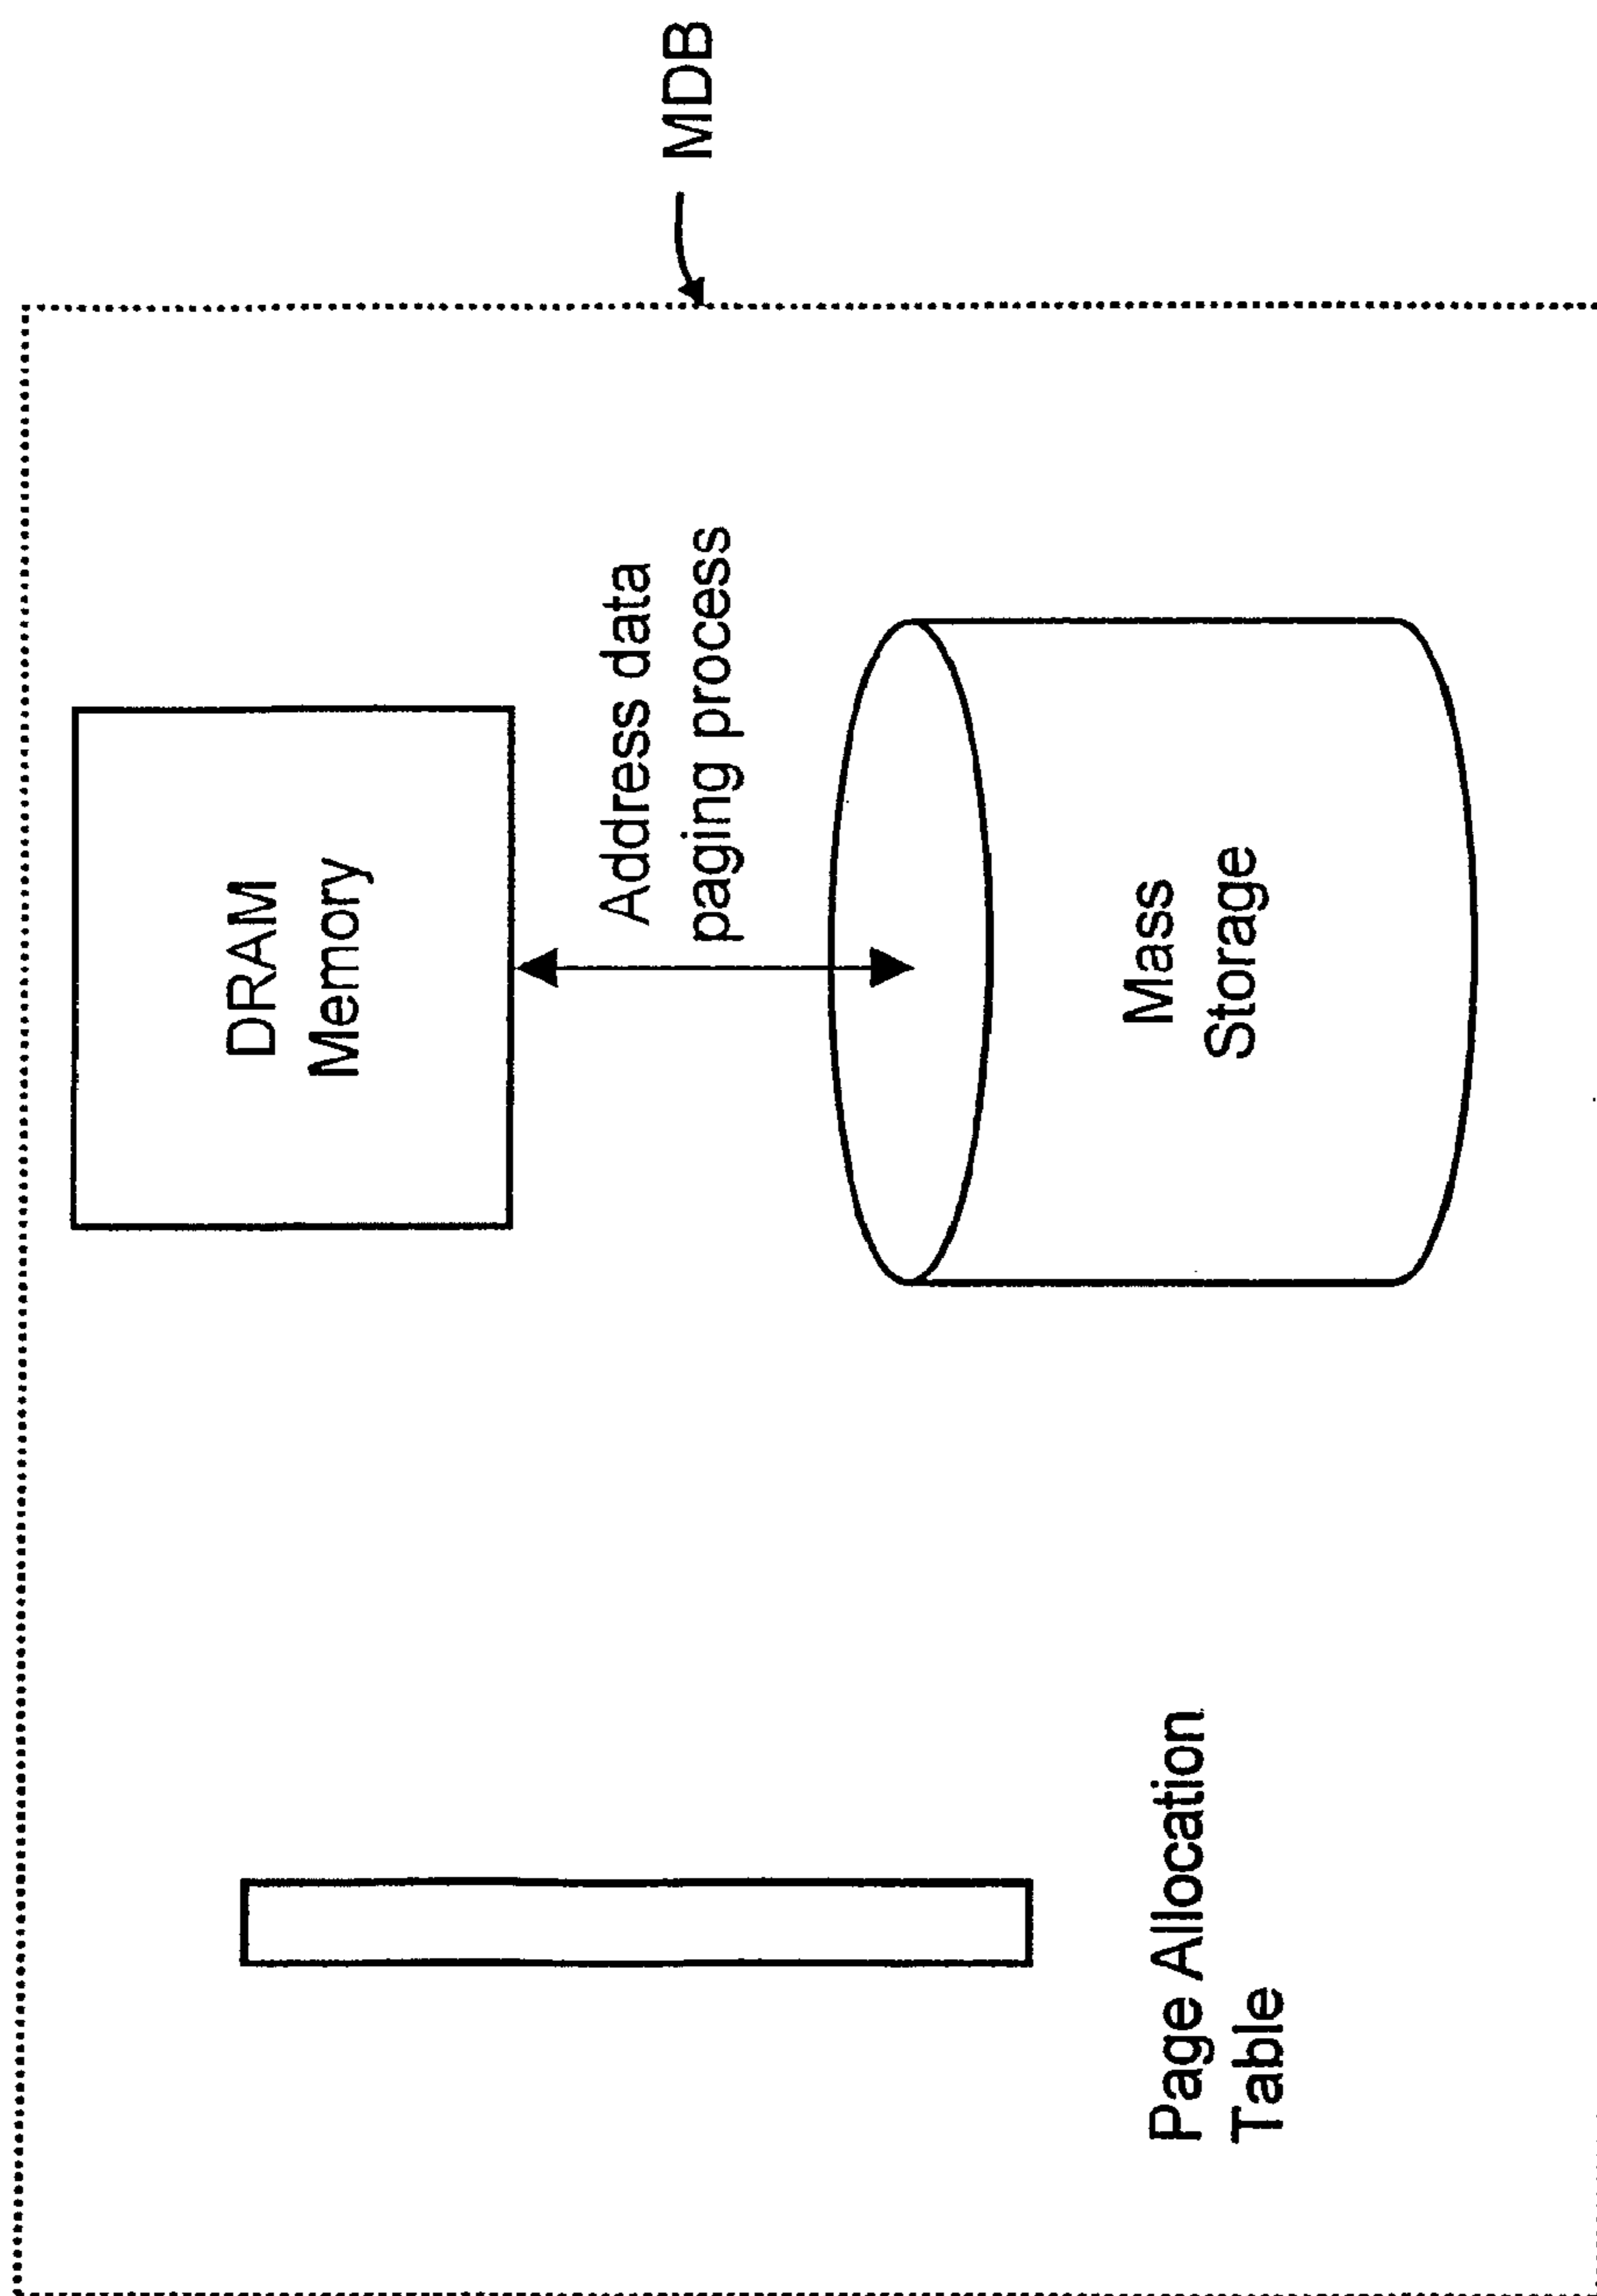 MDB
DRAM
Memory
Address data
paging process
Mass
Storage
Page Allocation
Table